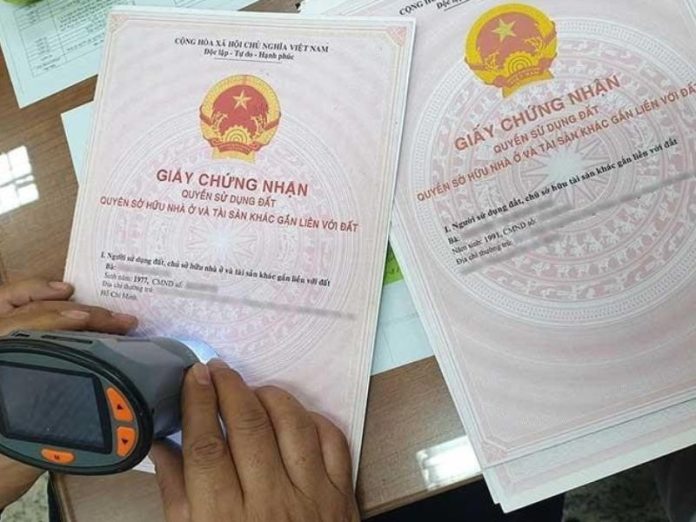 CỘNG HÒA XÃ HỘI CHỦ NGHĨA VIỆT NAM
Độc lập - Tự do - Hạnh phúc
GIẤY CHỨNG NHẬN
QUYỀN SỬ DỤNG ĐẤT
QUYỀN SỞ HỮU NHÀ Ở VÀ TÀI SẢN KHÁC GẮN LIỀN VỚI ĐẤT
I. Người sử dụng đất, chủ sở hữu nhà ở và tài sản khác gắn liền với đất
Bà:
Sinh năm: 1977, CMND số:
Địa chỉ thường trú:
Hồ Chí Minh.
GIẤY CHỨNG NHẬN
QUYỀN SỬ DỤNG ĐẤT
QUYỀN SỞ HỮU NHÀ Ở VÀ TÀI SẢN KHÁC GẮN LIỀN VỚI ĐẤT
I. Người sử dụng đất, chủ sở hữu nhà ở và tài sản khác gắn liền với đất
Bà:
Năm sinh: 1991, CMND số:
Địa chỉ thường trú: